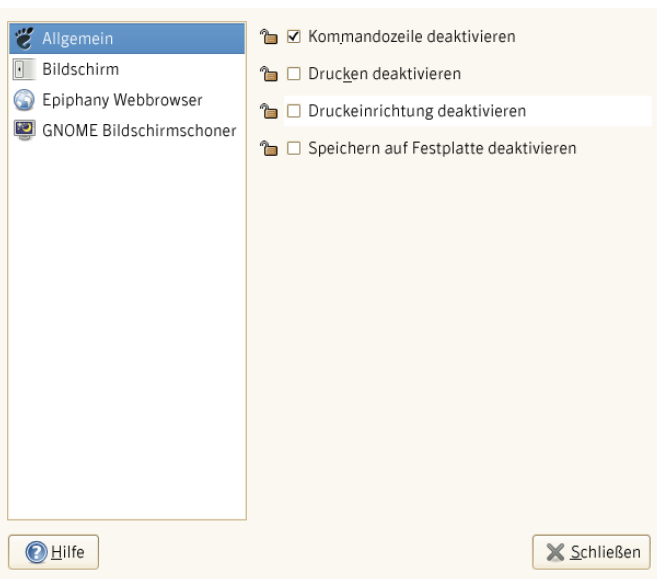 Allgemein
Bildschirm
Epiphany Webbrowser
GNOME Bildschirmschoner
Kommandozeile deaktivieren
Drucken deaktivieren
Druckeinrichtung deaktivieren
Speichern auf Festplatte deaktivieren
Hilfe
Schließen